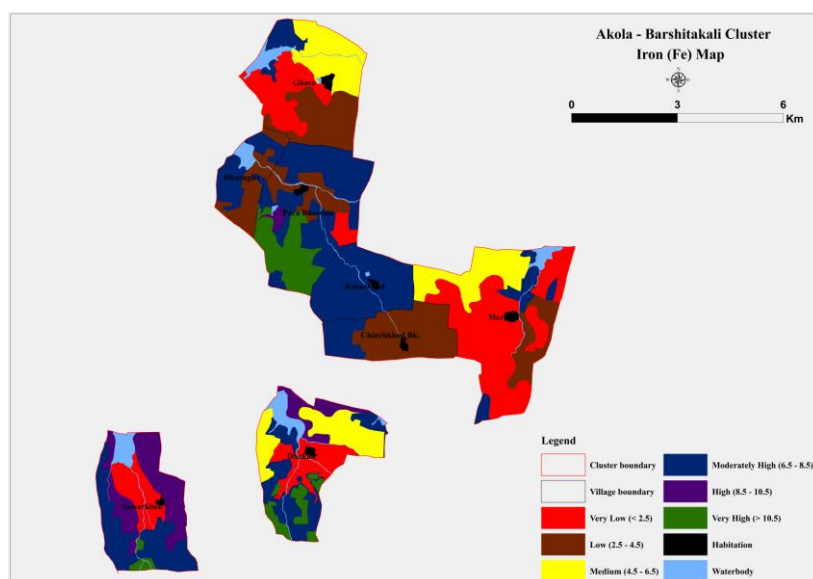 Akola - Barshitakali Cluster
Iron (Fe) Map
0 3 6
Km
Kasarkhed
Chinchkhed Bk.
Legend
Cluster boundary
Village boundary
Very Low (< 2.5)
Low (2.5 - 4.5)
Medium (4.5 - 6.5)
Moderately High (6.5 - 8.5)
High (8.5 - 10.5)
Very High (> 10.5)
Habitation
Waterbody